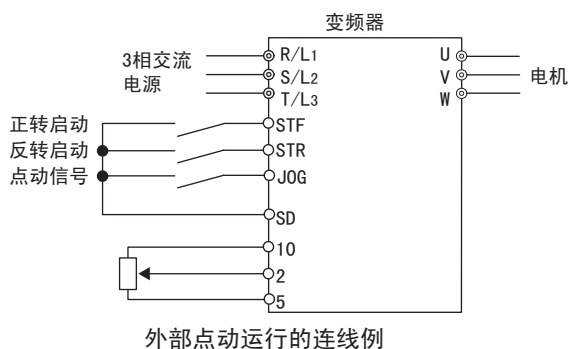 变频器
3相交流
电源
R/L1
S/L2
T/L3
U
V
W
电机
正转启动
反转启动
点动信号
STF
STR
JOG
SD
10
2
5
外部点动运行的连线例